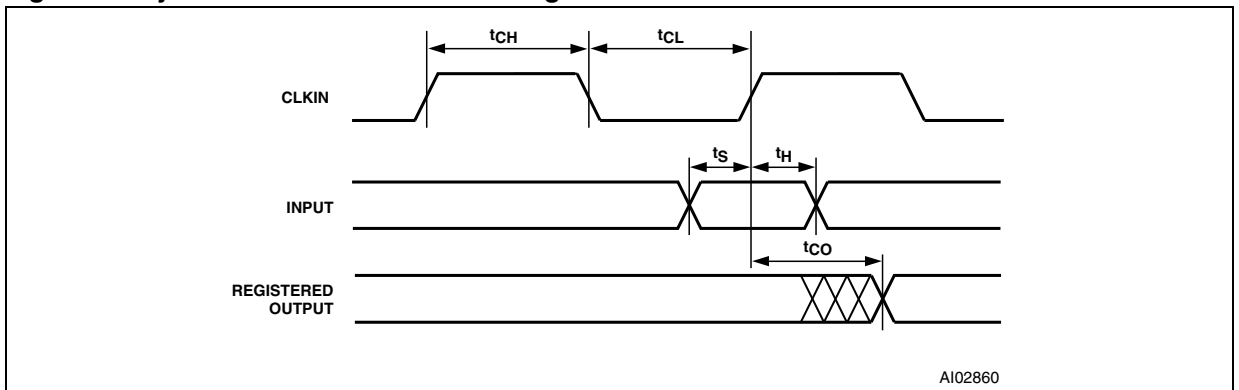 tCH
tCL
CLKIN
tS
tH
INPUT
tCO
REGISTERED
OUTPUT
AI02860